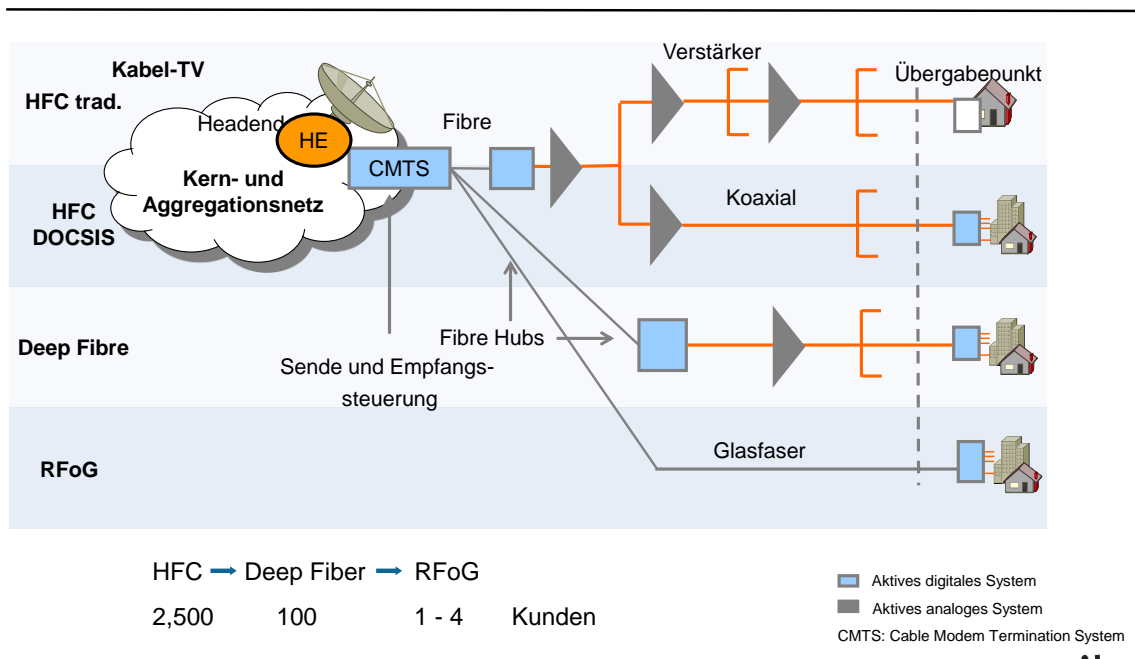 Kabel-TV
HFC trad.
Headend
HE
Kern- und
Aggregationsnetz
CMTS
Fibre
Verstärker
Übergabepunkt
HFC
DOCSIS
Koaxial
Deep Fibre
Fibre Hubs
Sende und Empfangs-
steuerung
RFoG
Glasfaser
HFC Deep Fiber RFoG
2,500 100 1 - 4 Kunden
Aktives digitales System
Aktives analoges System
CMTS: Cable Modem Termination System